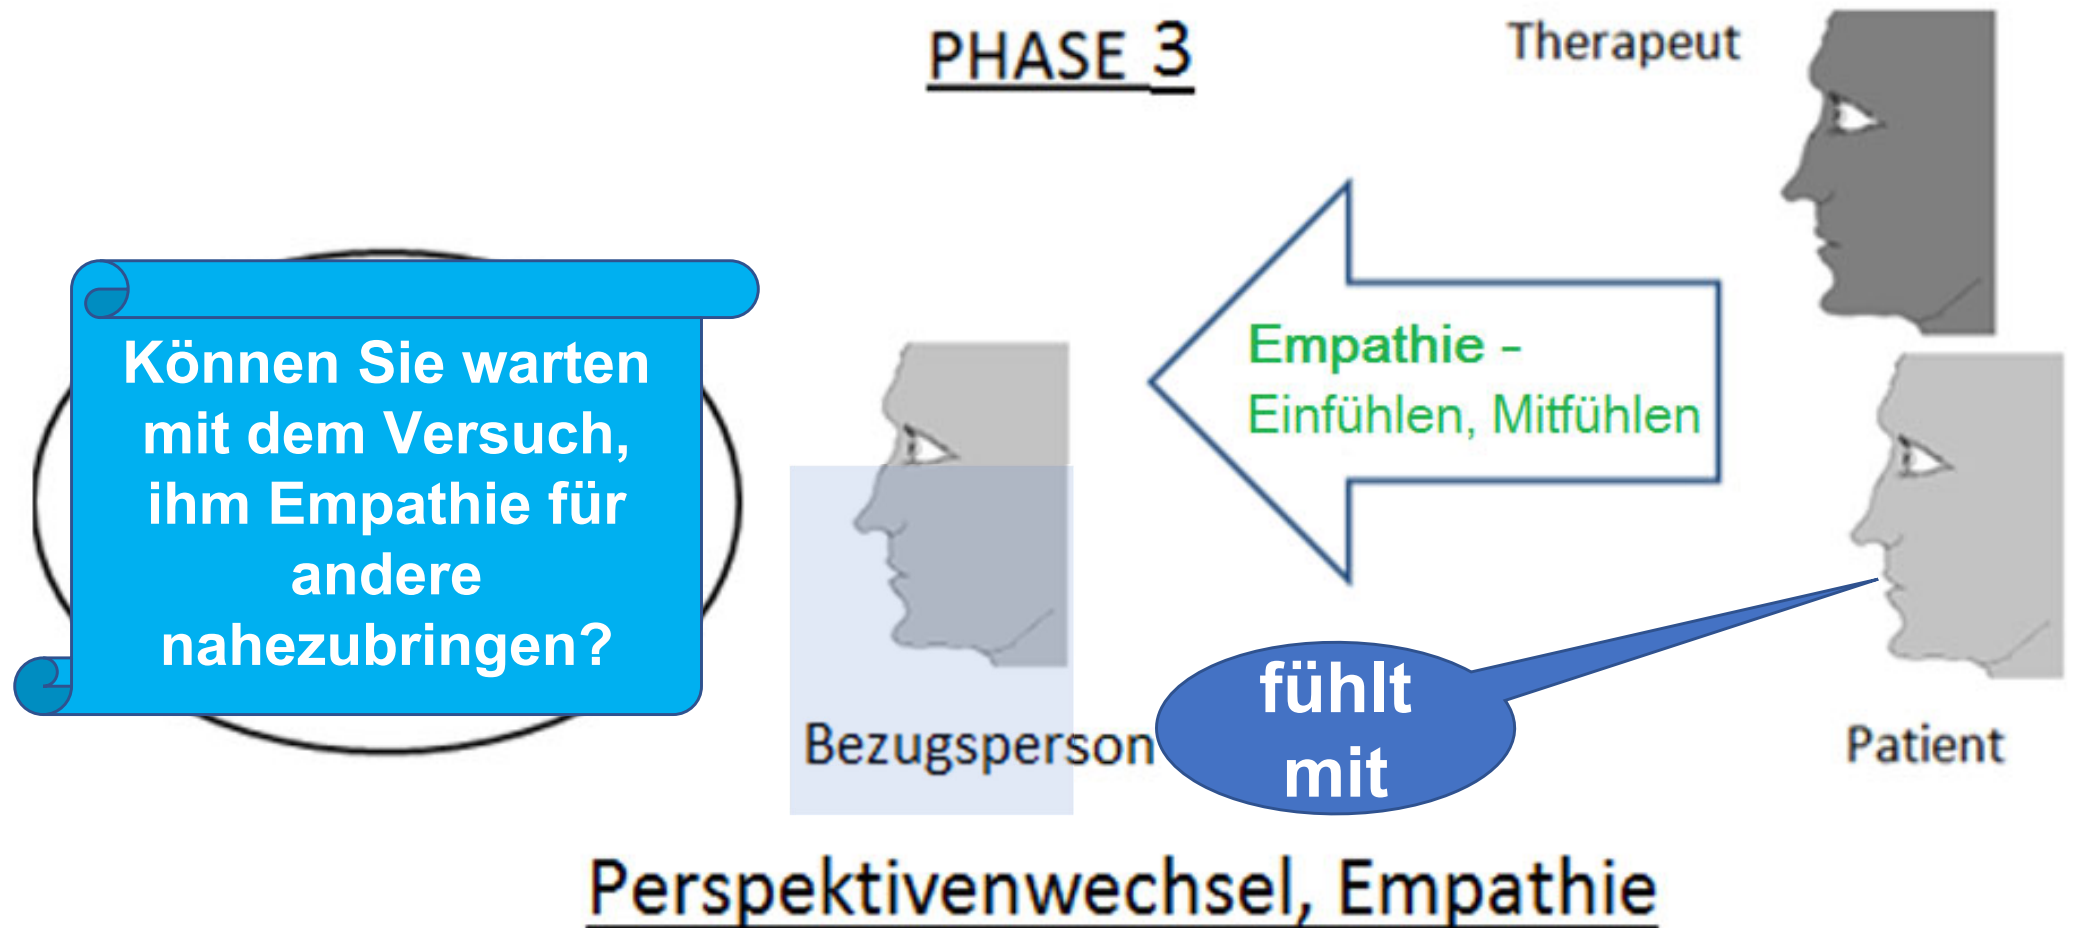 PHASE 3
Therapeut
Können Sie warten
mit dem Versuch,
ihm Empathie für
andere
nahezubringen?
Empathie -
Einfühlen, Mitfühlen
Bezugsperson
fühlt
mit
Patient
Perspektivenwechsel, Empathie